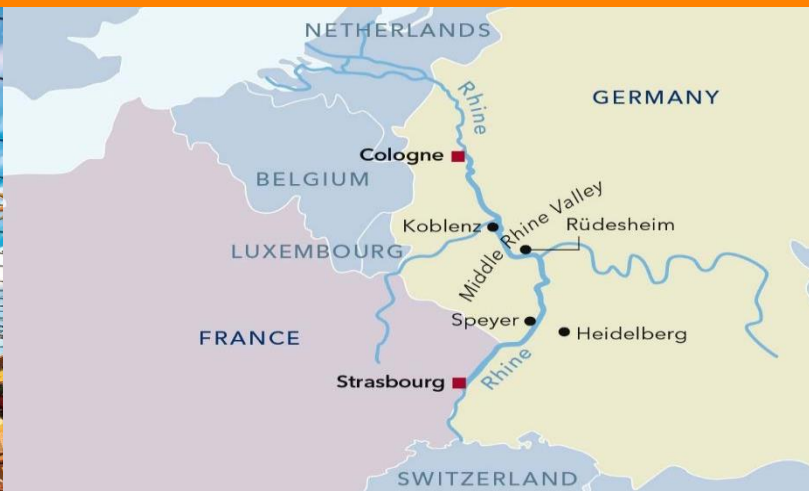 NETHERLANDS
Rhine
GERMANY
Cologne
BELGIUM
Middle Rhine Valley
Koblenz
Rüdesheim
LUXEMBOURG
Speyer
Heidelberg
FRANCE
Rhine
Strasbourg
SWITZERLAND